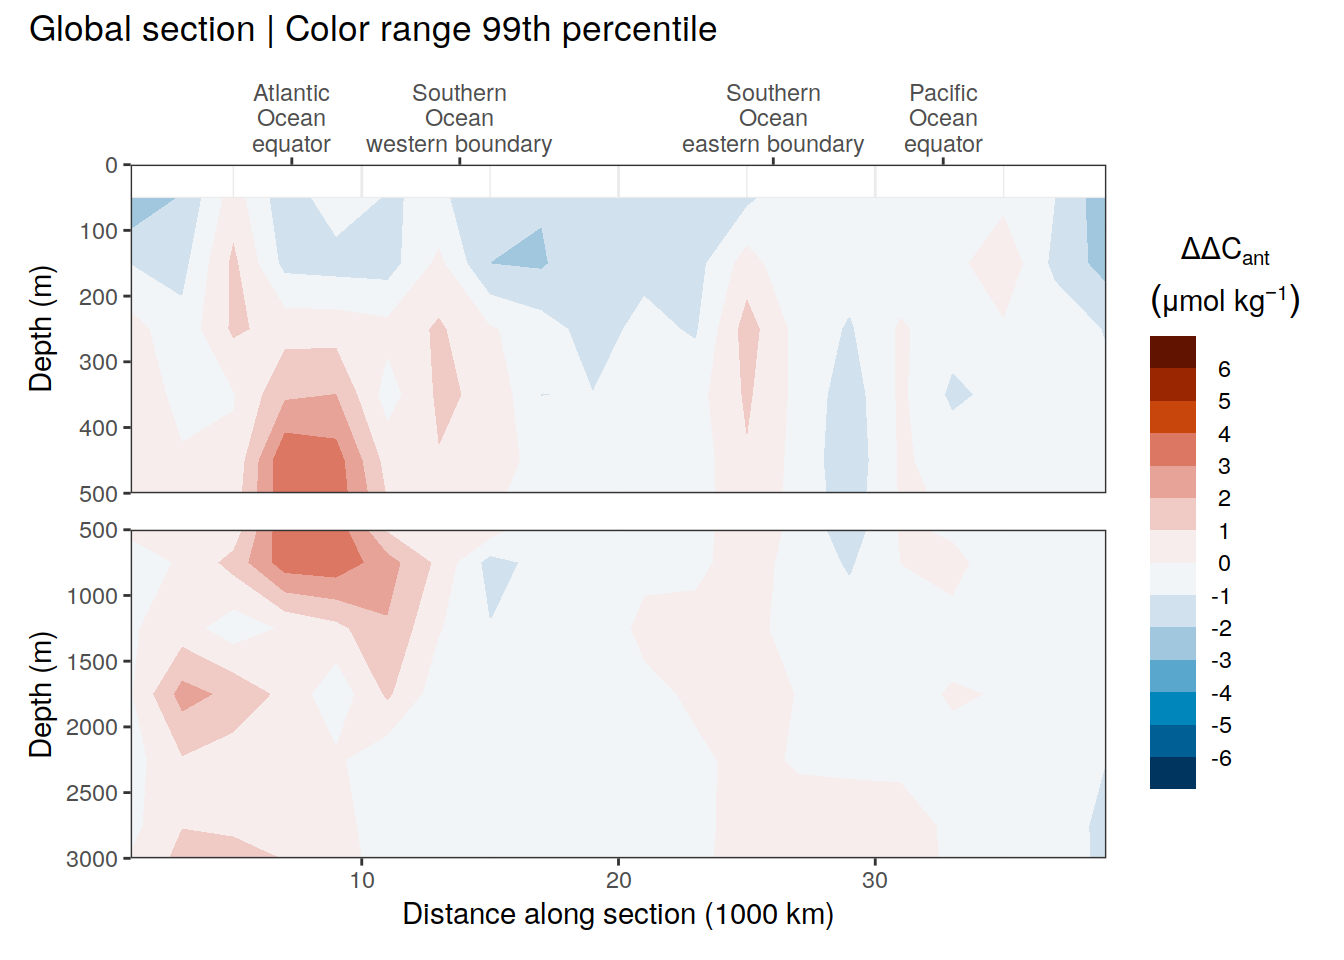 Global section | Color range 99th percentile
Atlantic
Ocean
equator
Southern
Ocean
western boundary
Southern
Ocean
eastern boundary
Pacific
Ocean
equator
Depth (m)
0
100
200
300
400
500
Depth (m)
500
1000
1500
2000
2500
3000
10
20
30
Distance along section (1000 km)
ΔΔCant
(μmol kg⁻¹)
6
5
4
3
2
1
0
-1
-2
-3
-4
-5
-6